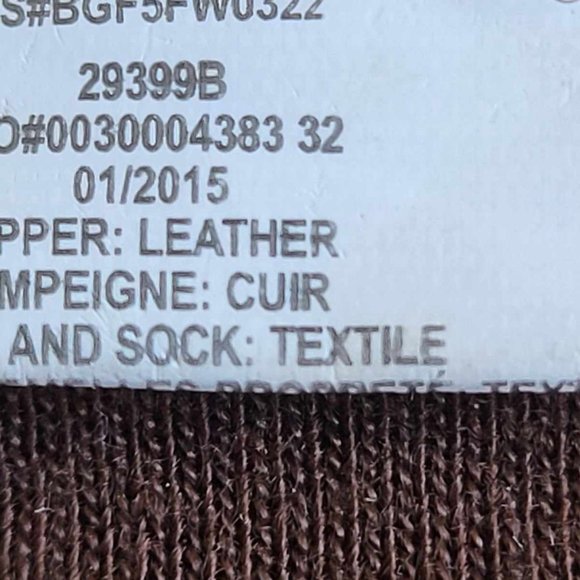 S#BGF5FW0322
29399B
O#0030004383 32
01/2015
PPER: LEATHER
MPEIGNE: CUIR
AND SOCK: TEXTILE